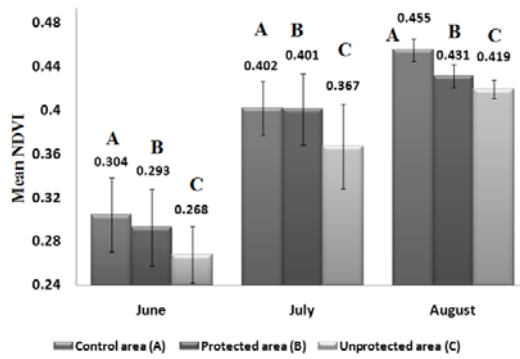 Mean NDVI
0.48
0.44
0.4
0.36
0.32
0.28
0.24
A
0.304
B
0.293
C
0.268
A
0.402
B
0.401
C
0.367
A
0.455
B
0.431
C
0.419
June
July
August
Control area (A)
Protected area (B)
Unprotected area (C)